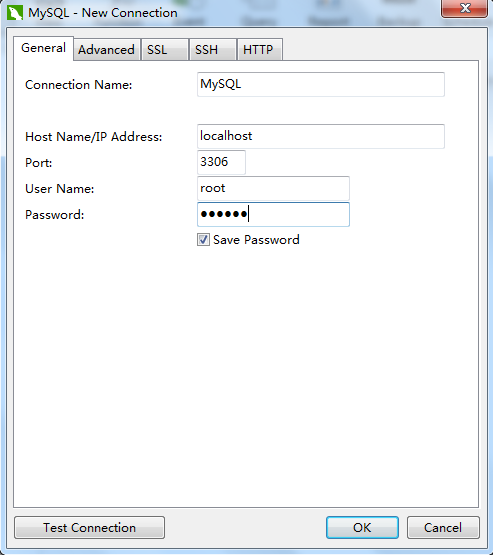 MySQL - New Connection
General Advanced SSL SSH HTTP
Connection Name: MySQL
Host Name/IP Address: localhost
Port: 3306
User Name: root
Password: ●●●●●●
Save Password
Test Connection OK Cancel